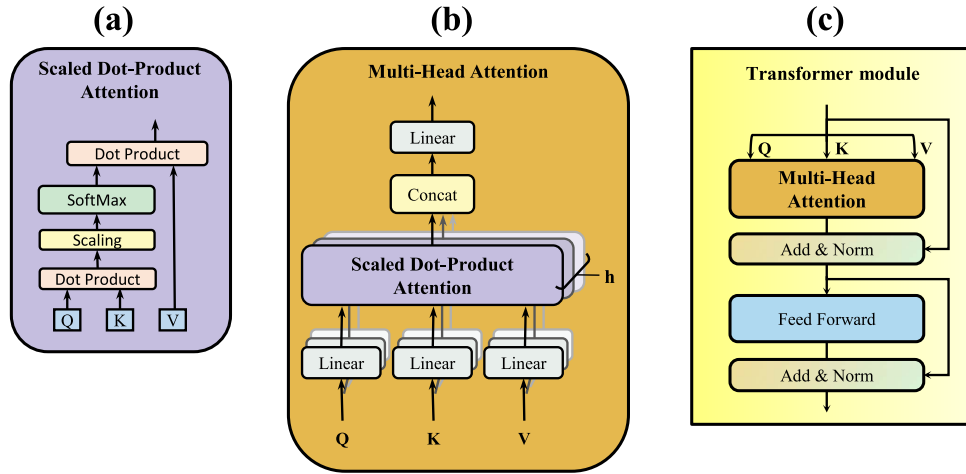 (a)
Scaled Dot-Product
Attention
Dot Product
SoftMax
Scaling
Dot Product
Q K V
(b)
Multi-Head Attention
Linear
Concat
Scaled Dot-Product
Attention
h
Linear Linear Linear
Q K V
(c)
Transformer module
Q K V
Multi-Head
Attention
Add & Norm
Feed Forward
Add & Norm